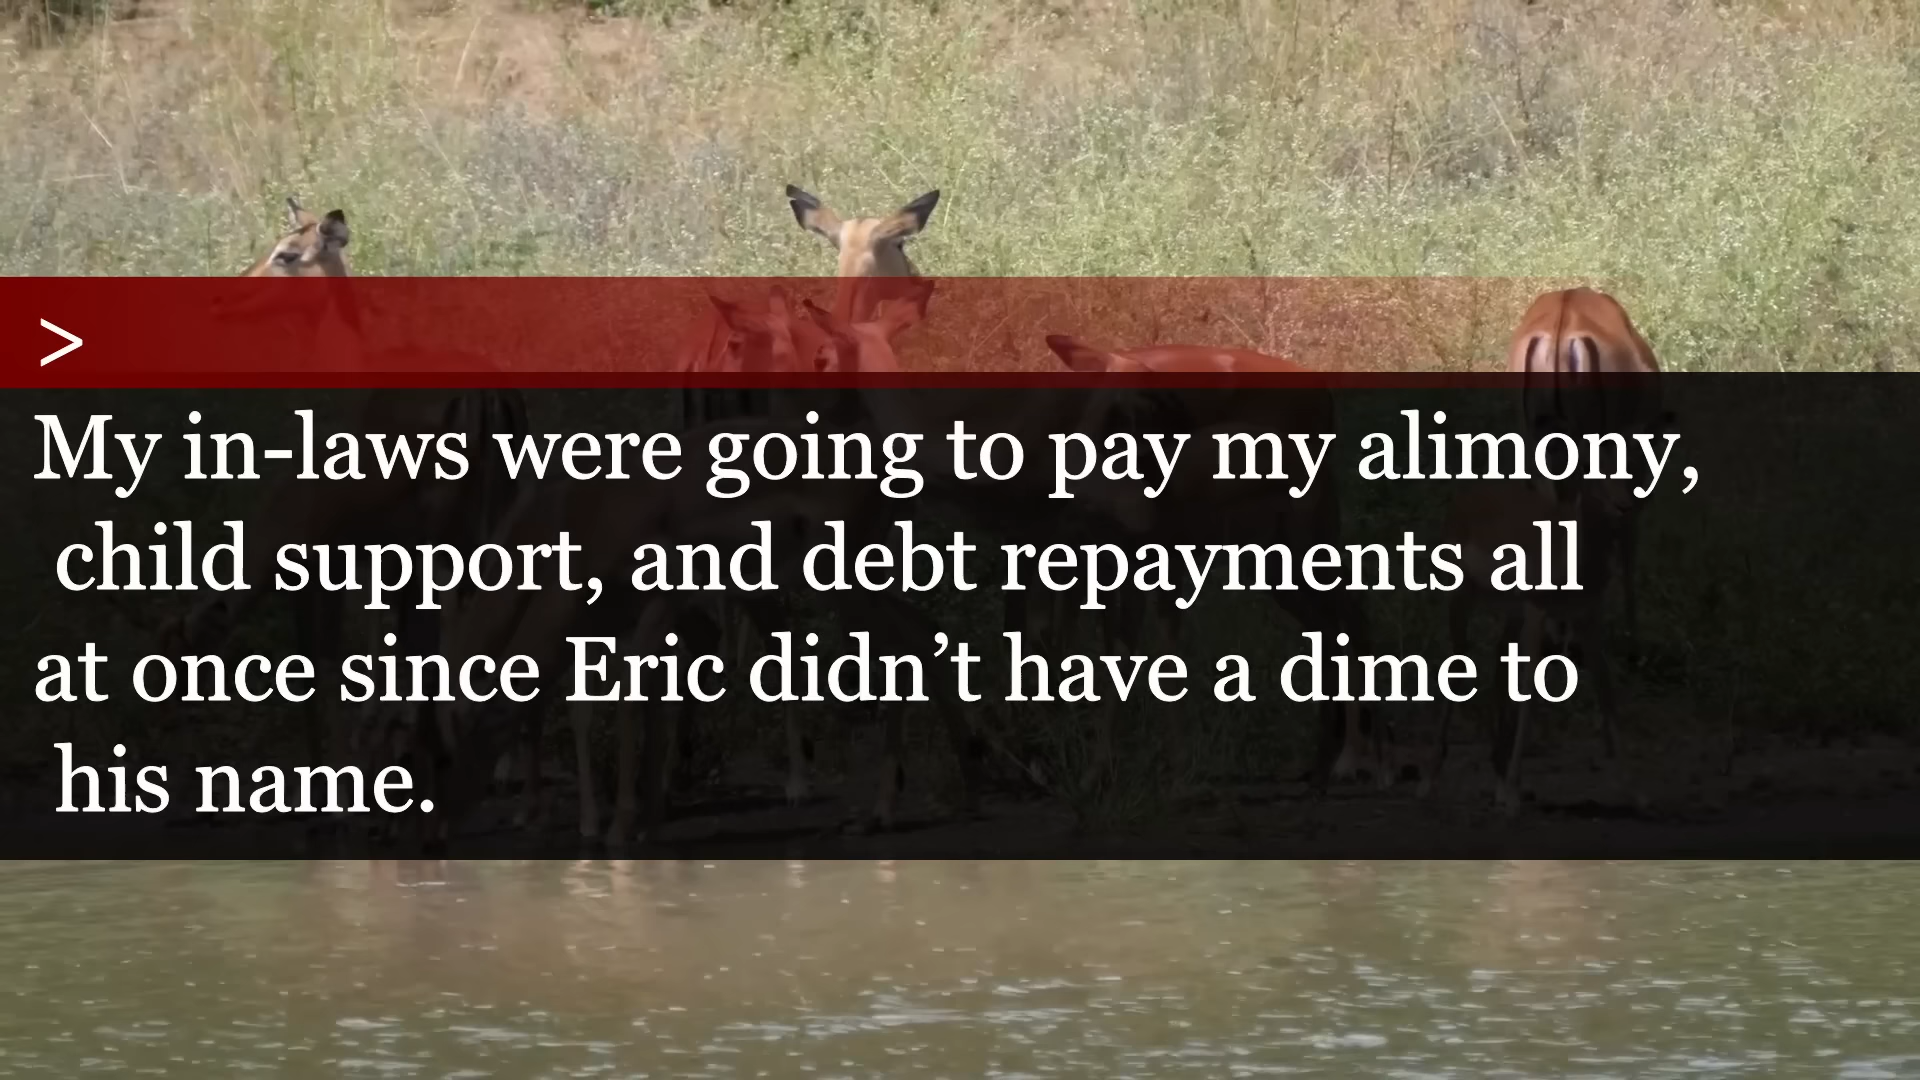 >
My in-laws were going to pay my alimony,
child support, and debt repayments all
at once since Eric didn’t have a dime to
his name.